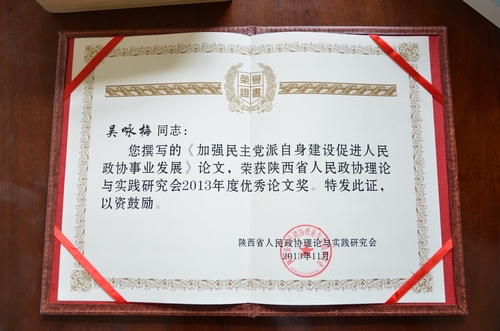 榮譽
證書
吴咏梅 同志：
您撰写的《加强民主党派自身建设促进人民
政协事业发展》论文，荣获陕西省人民政协理论
与实践研究会2013年度优秀论文奖。特发此证，
以资鼓励。
陕西省人民政协理论与实践研究会
2013年11月